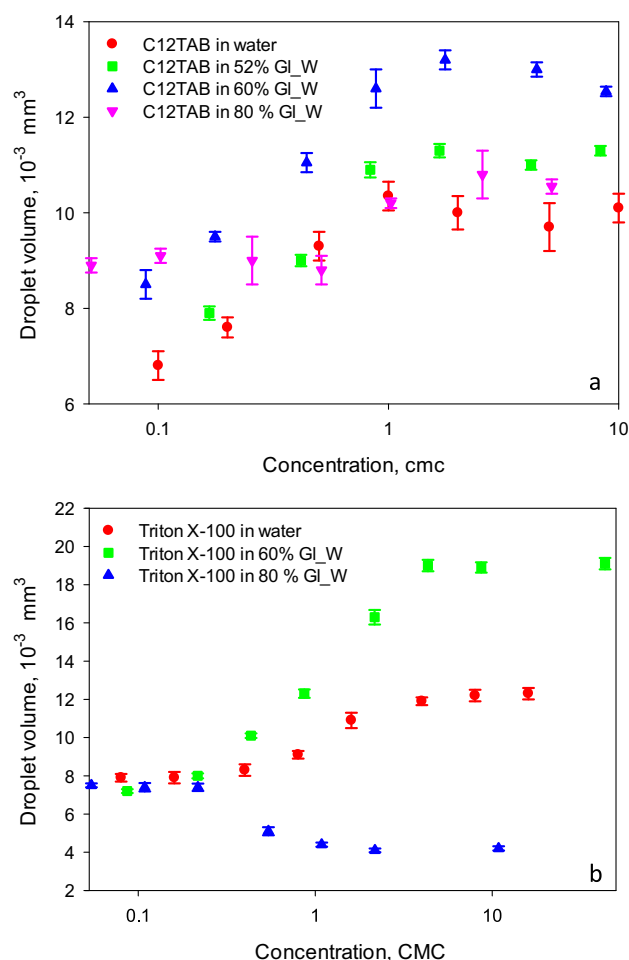 14
C12TAB in water
C12TAB in 52% Gl_W
C12TAB in 60% Gl_W
C12TAB in 80 % Gl_W
12
10
8
6
Droplet volume, 10⁻³ mm³
a
0.1 1 10
Concentration, cmc
22
20
18
16
14
12
10
8
6
4
2
Triton X-100 in water
Triton X-100 in 60% Gl_W
Triton X-100 in 80 % Gl_W
Droplet volume, 10⁻³ mm³
b
0.1 1 10
Concentration, CMC